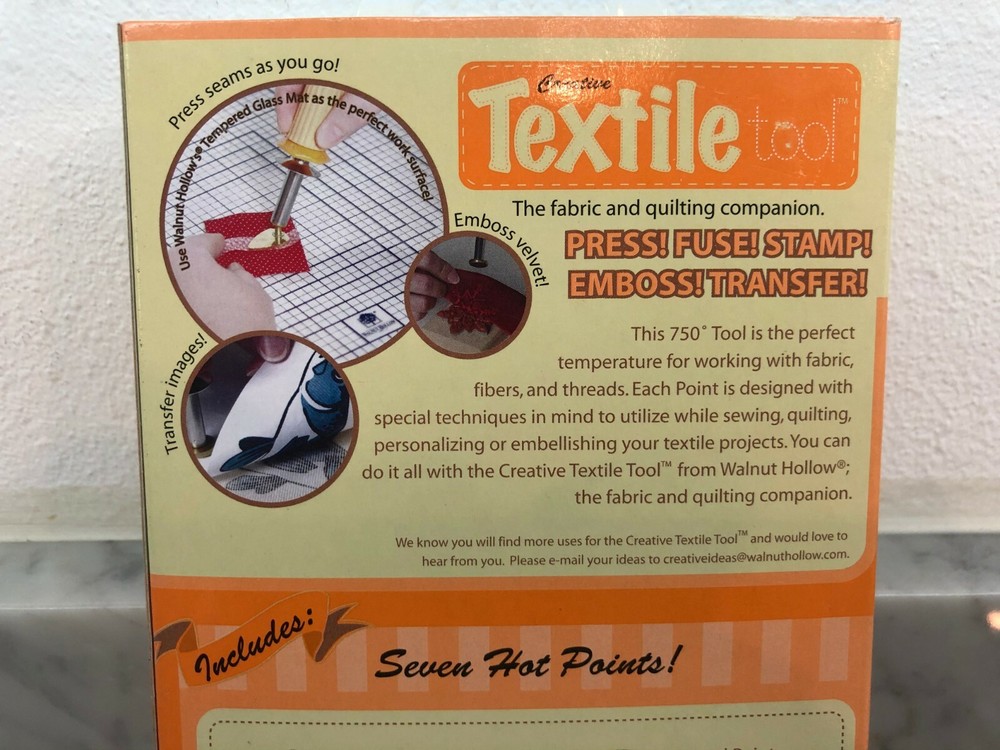 Press seams as you go!
Use Walnut Hollow's® Tempered Glass Mat as the perfect work surface!
Creative
Textile tool™
The fabric and quilting companion.
PRESS! FUSE! STAMP!
EMBOSS! TRANSFER!
Emboss velvet!
Transfer images!
This 750° Tool is the perfect
temperature for working with fabric,
fibers, and threads. Each Point is designed with
special techniques in mind to utilize while sewing, quilting,
personalizing or embellishing your textile projects. You can
do it all with the Creative Textile Tool™ from Walnut Hollow®;
the fabric and quilting companion.
We know you will find more uses for the Creative Textile Tool™ and would love to
hear from you. Please e-mail your ideas to creativeideas@walnuthollow.com.
Includes:
Seven Hot Points!